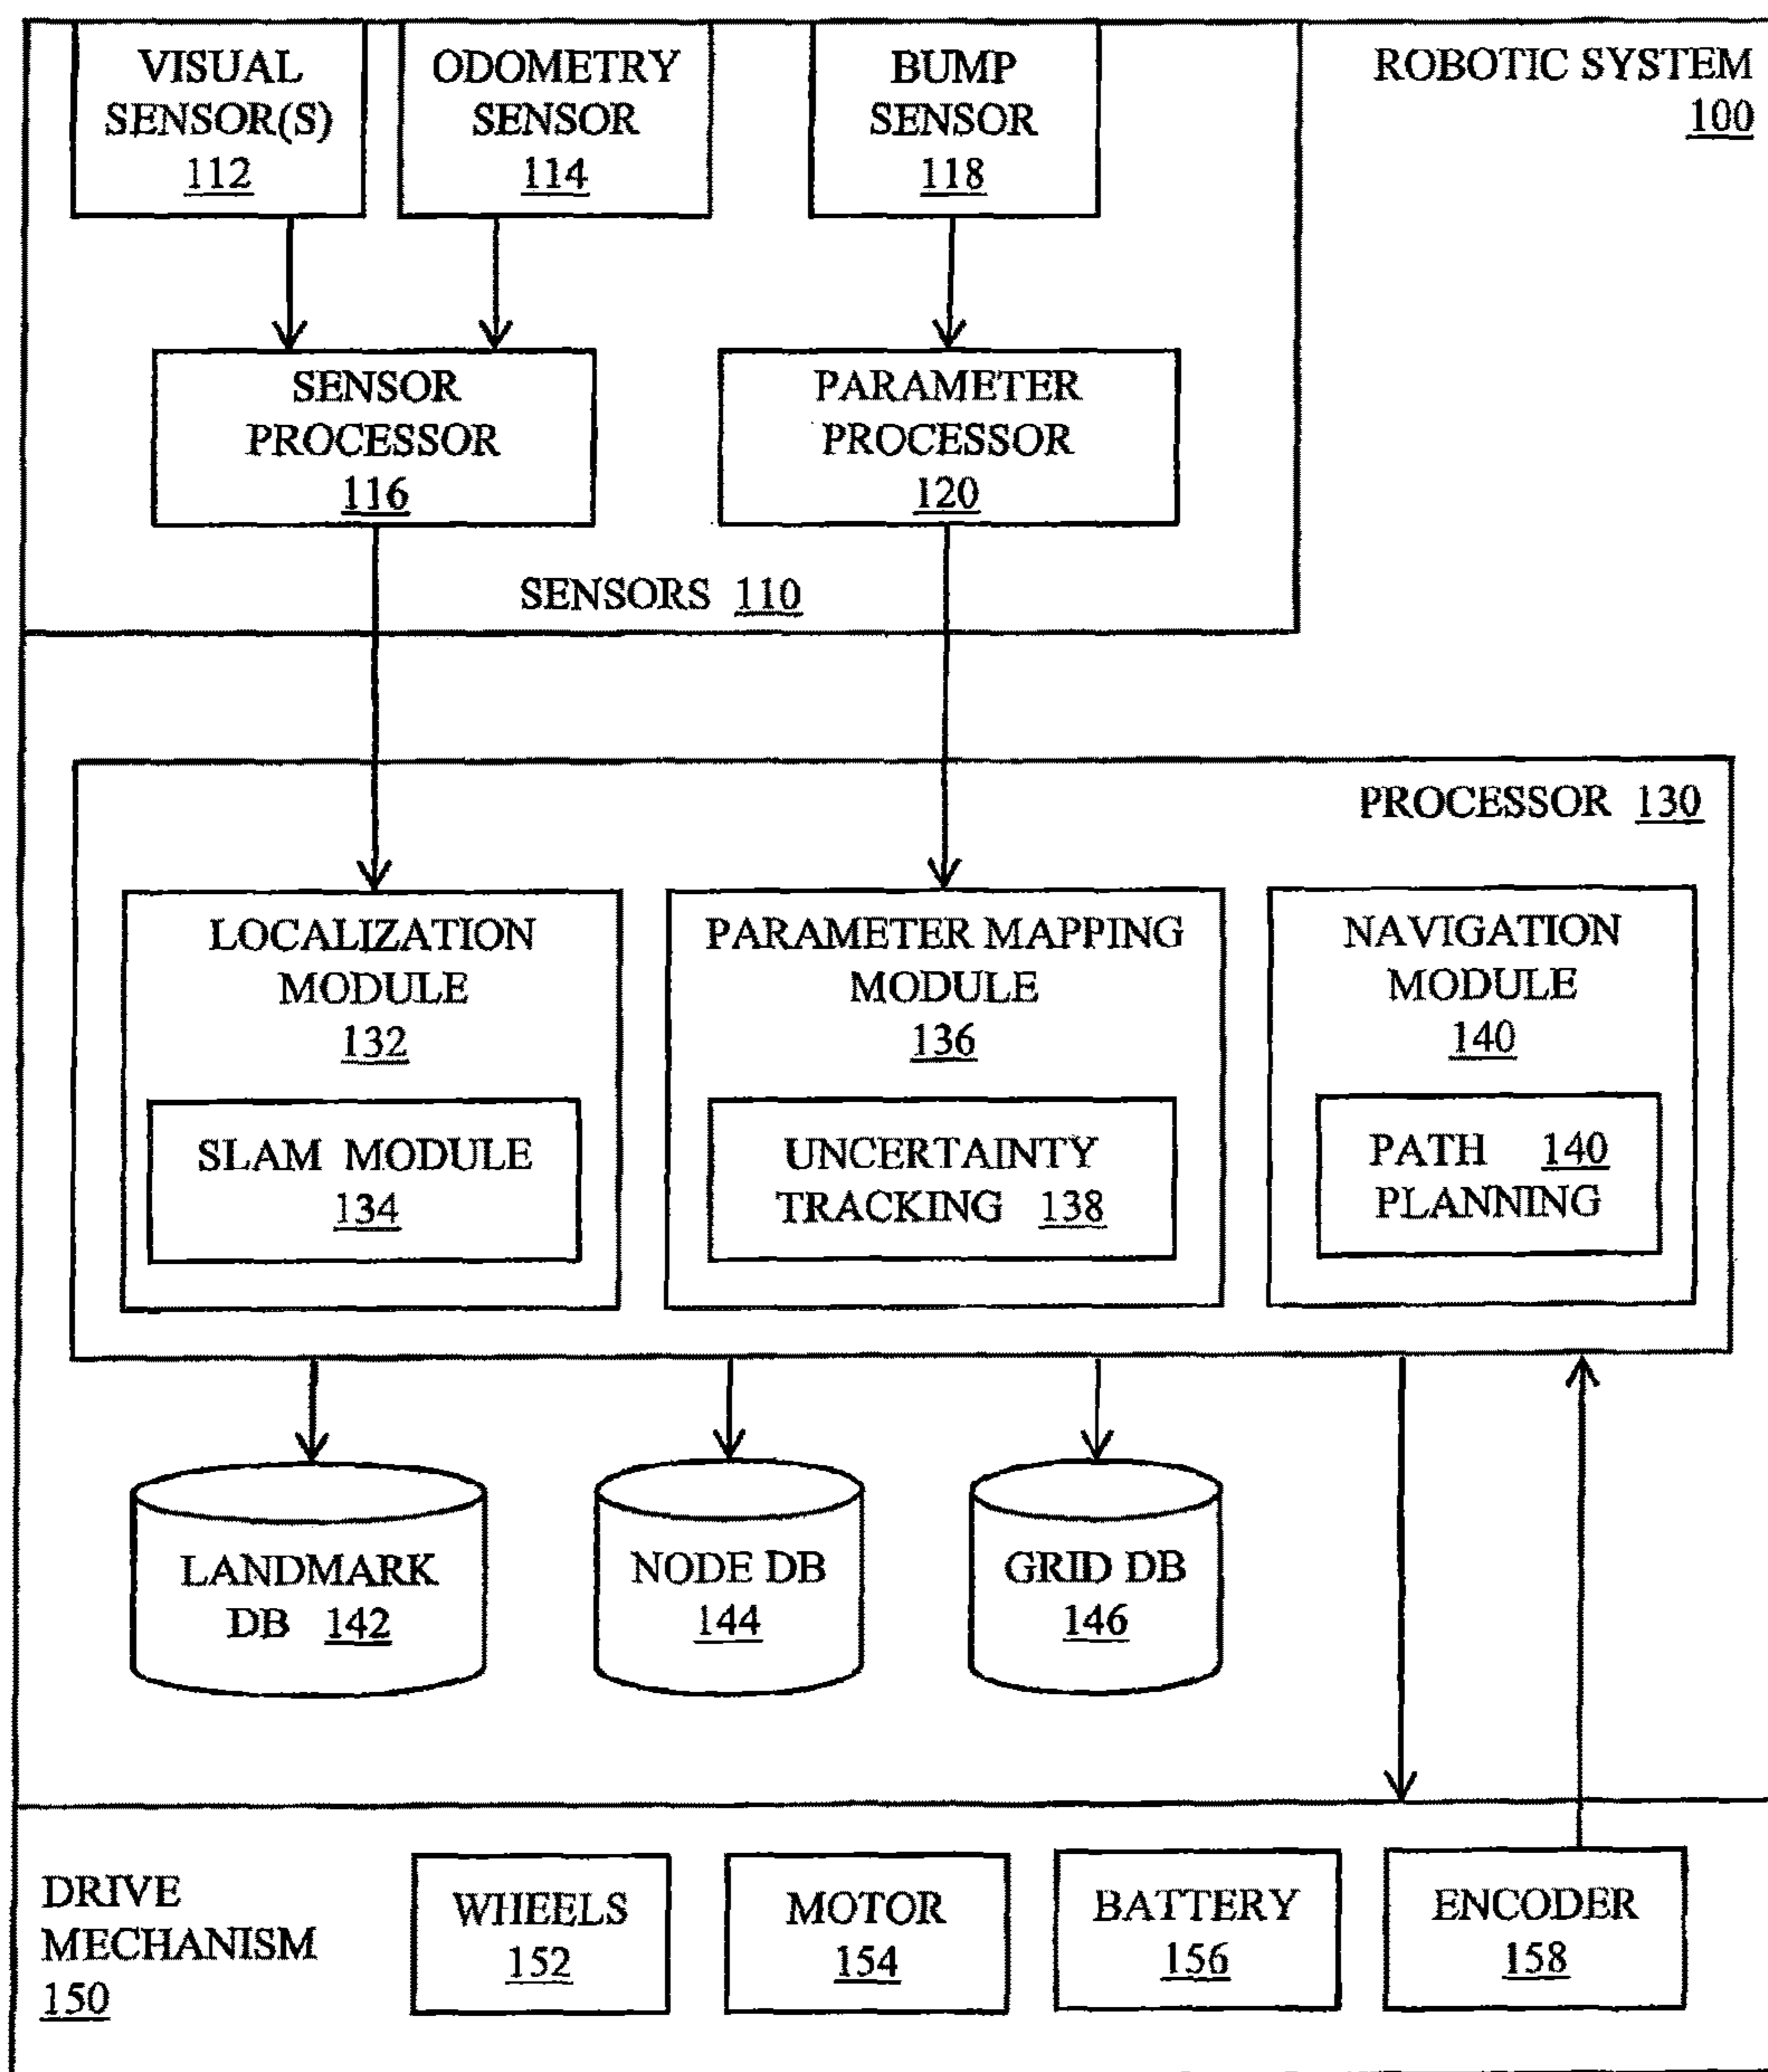 VISUAL
SENSOR(S)
112
ODOMETRY
SENSOR
114
BUMP
SENSOR
118
ROBOTIC SYSTEM
100
SENSOR
PROCESSOR
116
PARAMETER
PROCESSOR
120
SENSORS 110
PROCESSOR 130
LOCALIZATION
MODULE
132
SLAM MODULE
134
PARAMETER MAPPING
MODULE
136
UNCERTAINTY
TRACKING 138
NAVIGATION
MODULE
140
PATH 140
PLANNING
LANDMARK
DB 142
NODE DB
144
GRID DB
146
DRIVE
MECHANISM
150
WHEELS
152
MOTOR
154
BATTERY
156
ENCODER
158